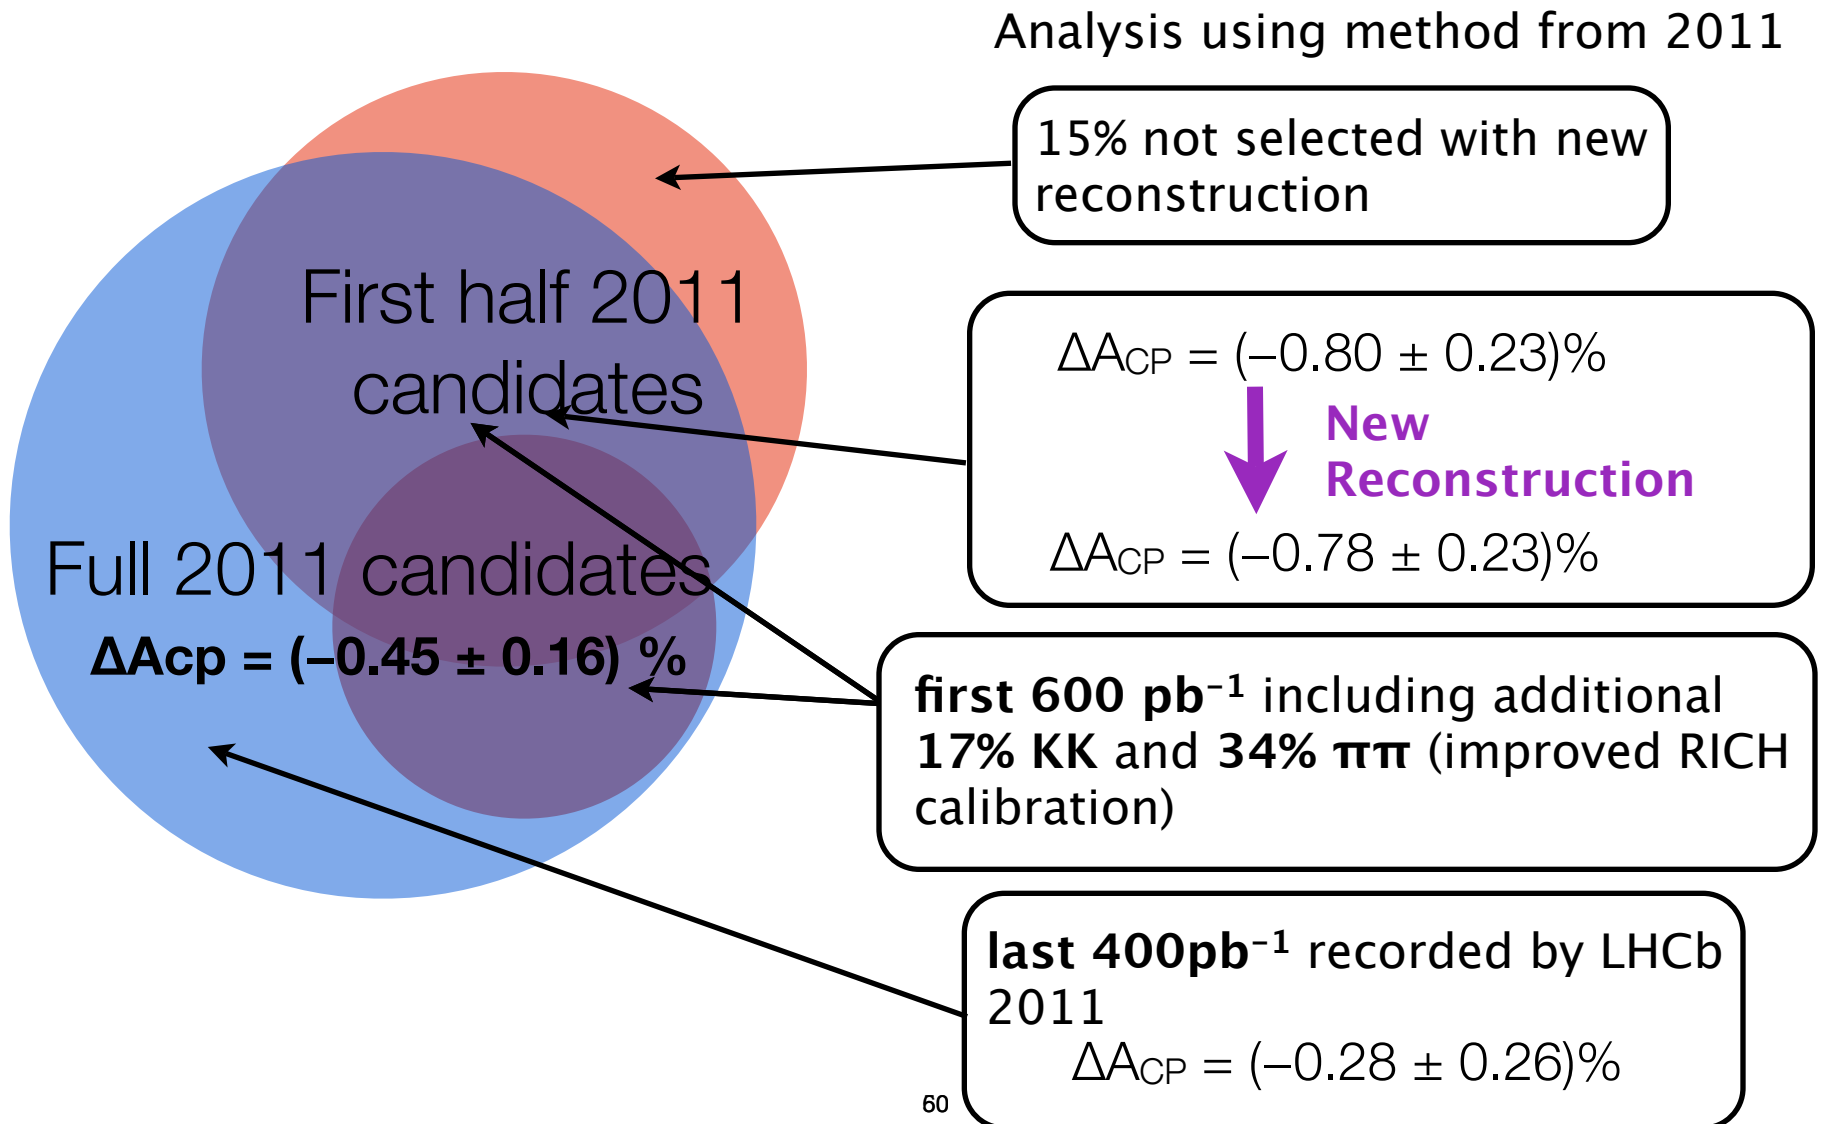 Analysis using method from 2011
15% not selected with new
reconstruction
First half 2011
candidates
ΔACP = (–0.80 ± 0.23)%
New
Reconstruction
ΔACP = (–0.78 ± 0.23)%
Full 2011 candidates
ΔAcp = (–0.45 ± 0.16) %
first 600 pb⁻¹ including additional
17% KK and 34% ππ (improved RICH
calibration)
last 400pb⁻¹ recorded by LHCb
2011
ΔACP = (–0.28 ± 0.26)%